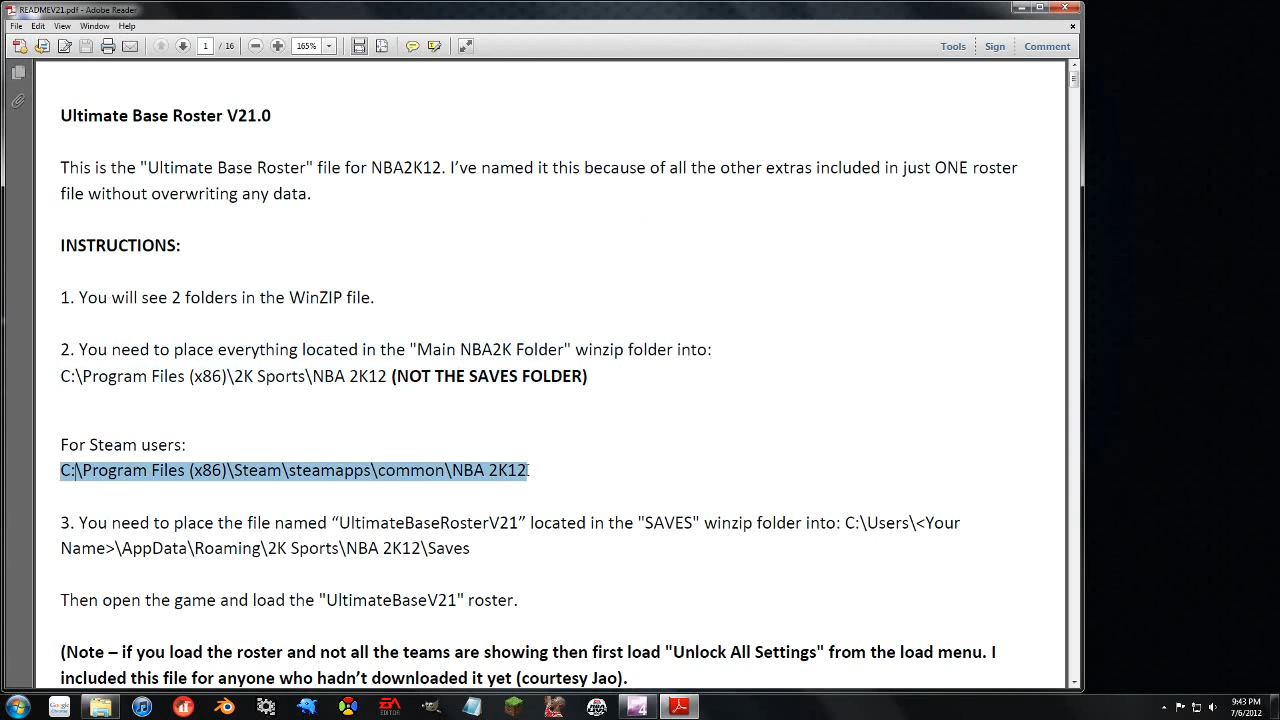 READMEV21.pdf - Adobe Reader
File Edit View Window Help
1 / 16 165% Tools Sign Comment
Ultimate Base Roster V21.0
This is the "Ultimate Base Roster" file for NBA2K12. I’ve named it this because of all the other extras included in just ONE roster
file without overwriting any data.
INSTRUCTIONS:
1. You will see 2 folders in the WinZIP file.
2. You need to place everything located in the "Main NBA2K Folder" winzip folder into:
C:\Program Files (x86)\2K Sports\NBA 2K12 (NOT THE SAVES FOLDER)
For Steam users:
C:\Program Files (x86)\Steam\steamapps\common\NBA 2K12
3. You need to place the file named “UltimateBaseRosterV21” located in the "SAVES" winzip folder into: C:\Users\<Your
Name>\AppData\Roaming\2K Sports\NBA 2K12\Saves
Then open the game and load the "UltimateBaseV21" roster.
(Note – if you load the roster and not all the teams are showing then first load "Unlock All Settings" from the load menu. I
included this file for anyone who hadn’t downloaded it yet (courtesy Jao).
Google
EA
EDITOR
4
9:43 PM
7/6/2012